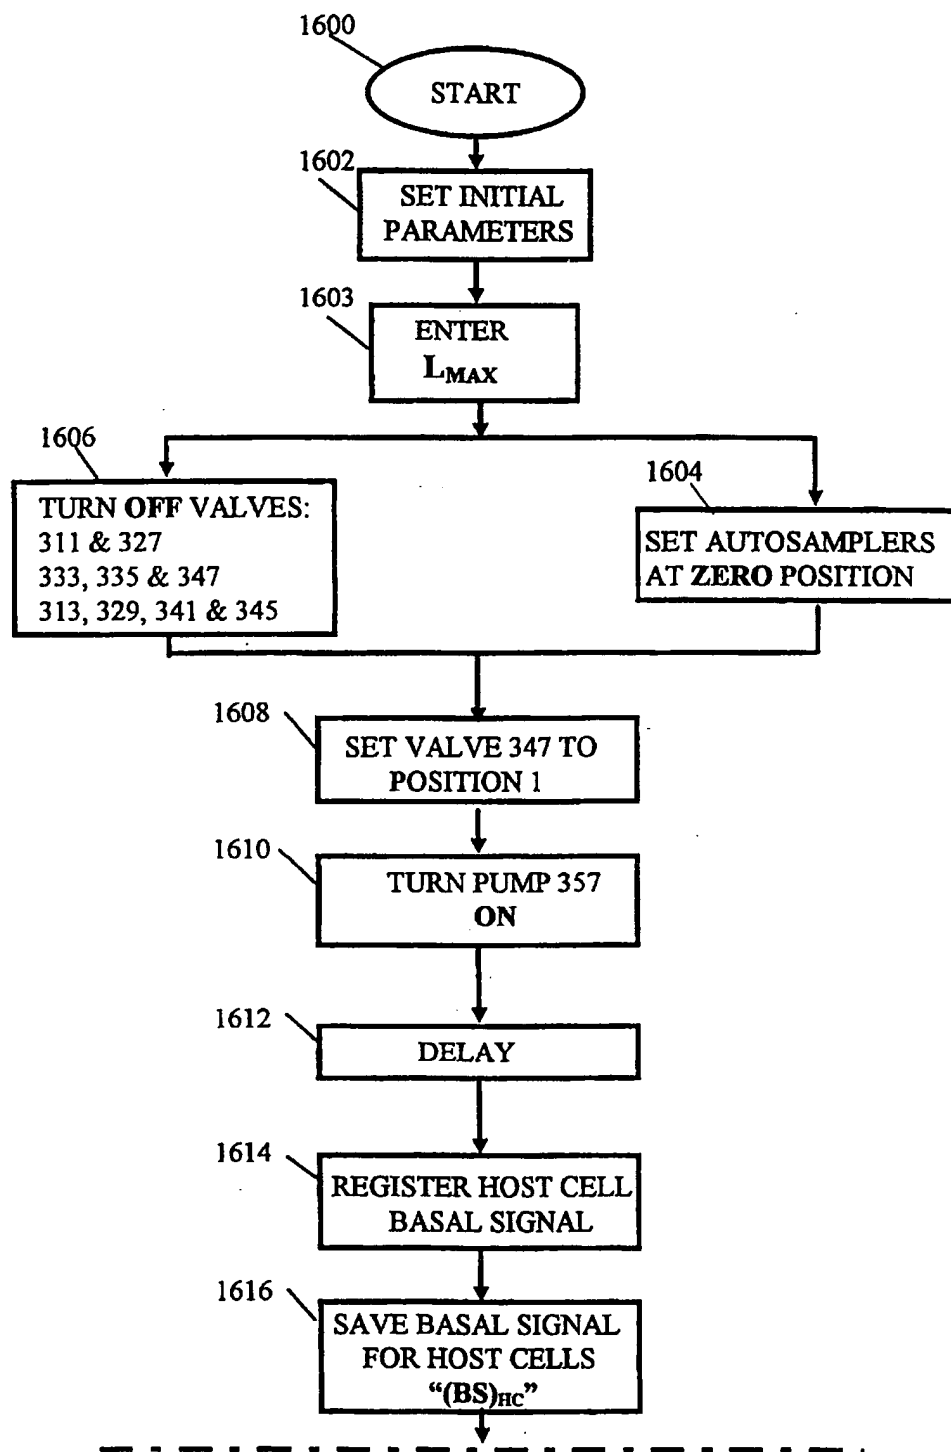 1600
START
1602
SET INITIAL
PARAMETERS
1603
ENTER
LMAX
1606
TURN OFF VALVES:
311 & 327
333, 335 & 347
313, 329, 341 & 345
1604
SET AUTOSAMPLERS
AT ZERO POSITION
1608
SET VALVE 347 TO
POSITION 1
1610
TURN PUMP 357
ON
1612
DELAY
1614
REGISTER HOST CELL
BASAL SIGNAL
1616
SAVE BASAL SIGNAL
FOR HOST CELLS
“(BS)HC”